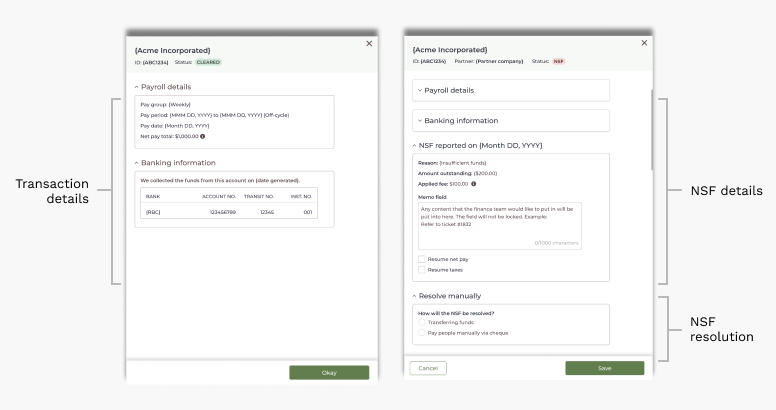 Transaction
details
{Acme Incorporated}
ID: {ABC1234} Status: CLEARED
Payroll details
Pay group: {Weekly}
Pay period: {MMM DD, YYYY} to {MMM DD, YYYY} {Off-cycle}
Pay date: {Month DD, YYYY}
Net pay total: $1,000.00
Banking information
We collected the funds from this account on {date generated}.
BANK ACCOUNT NO. TRANSIT NO. INST. NO.
{RBC} 123456789 12345 001
Okay
{Acme Incorporated}
ID: {ABC1234} Partner: {Partner company} Status: NSF
Payroll details
Banking information
NSF reported on {Month DD, YYYY}
Reason: {Insufficient funds}
Amount outstanding: {$200.00}
Applied fee: $100.00
Memo field
Any content that the finance team would like to put in will be
put into here. The field will not be locked. Example:
Refer to ticket #1832
0/1000 characters
Resume net pay
Resume taxes
Resolve manually
How will the NSF be resolved?
Transferring funds
Pay people manually via cheque
Cancel Save
NSF details
NSF
resolution